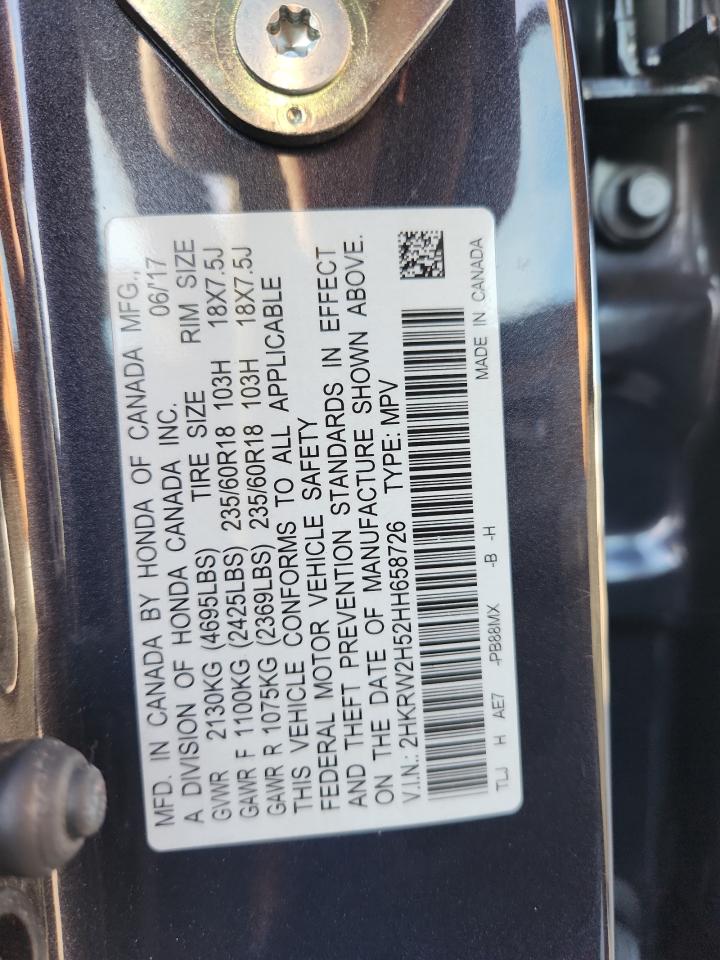 MFD. IN CANADA BY HONDA OF CANADA MFG.,
A DIVISION OF HONDA CANADA INC. 06/'17
GVWR 2130KG (4695LBS) TIRE SIZE RIM SIZE
GAWR F 1100KG (2425LBS) 235/60R18 103H 18X7.5J
GAWR R 1075KG (2369LBS) 235/60R18 103H 18X7.5J
THIS VEHICLE CONFORMS TO ALL APPLICABLE
FEDERAL MOTOR VEHICLE SAFETY
AND THEFT PREVENTION STANDARDS IN EFFECT
ON THE DATE OF MANUFACTURE SHOWN ABOVE.
V.I.N.: 2HKRW2H52HH658726 TYPE: MPV
TLJ H AE7 -PB88MX -B -H MADE IN CANADA